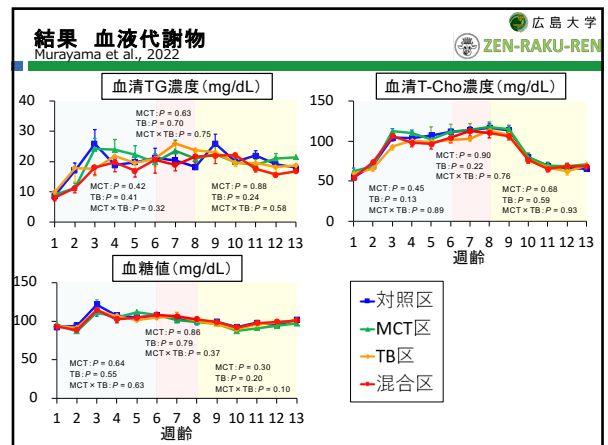 広島大学
結果 血液代謝物
Murayama et al., 2022
ZEN-RAKU-REN
血清TG濃度(mg/dL)
40
30
20
10
0
MCT: P = 0.63
TB: P = 0.70
MCT×TB: P = 0.75
MCT: P = 0.42
TB: P = 0.41
MCT×TB: P = 0.32
MCT: P = 0.88
TB: P = 0.24
MCT×TB: P = 0.58
1 2 3 4 5 6 7 8 9 10 11 12 13
血清T-Cho濃度(mg/dL)
150
100
50
0
MCT: P = 0.90
TB: P = 0.22
MCT×TB: P = 0.76
MCT: P = 0.45
TB: P = 0.13
MCT×TB: P = 0.89
MCT: P = 0.68
TB: P = 0.59
MCT×TB: P = 0.93
1 2 3 4 5 6 7 8 9 10 11 12 13
週齢
血糖値(mg/dL)
150
100
50
0
MCT: P = 0.86
TB: P = 0.79
MCT×TB: P = 0.37
MCT: P = 0.64
TB: P = 0.55
MCT×TB: P = 0.63
MCT: P = 0.30
TB: P = 0.20
MCT×TB: P = 0.10
1 2 3 4 5 6 7 8 9 10 11 12 13
週齢
対照区
MCT区
TB区
混合区